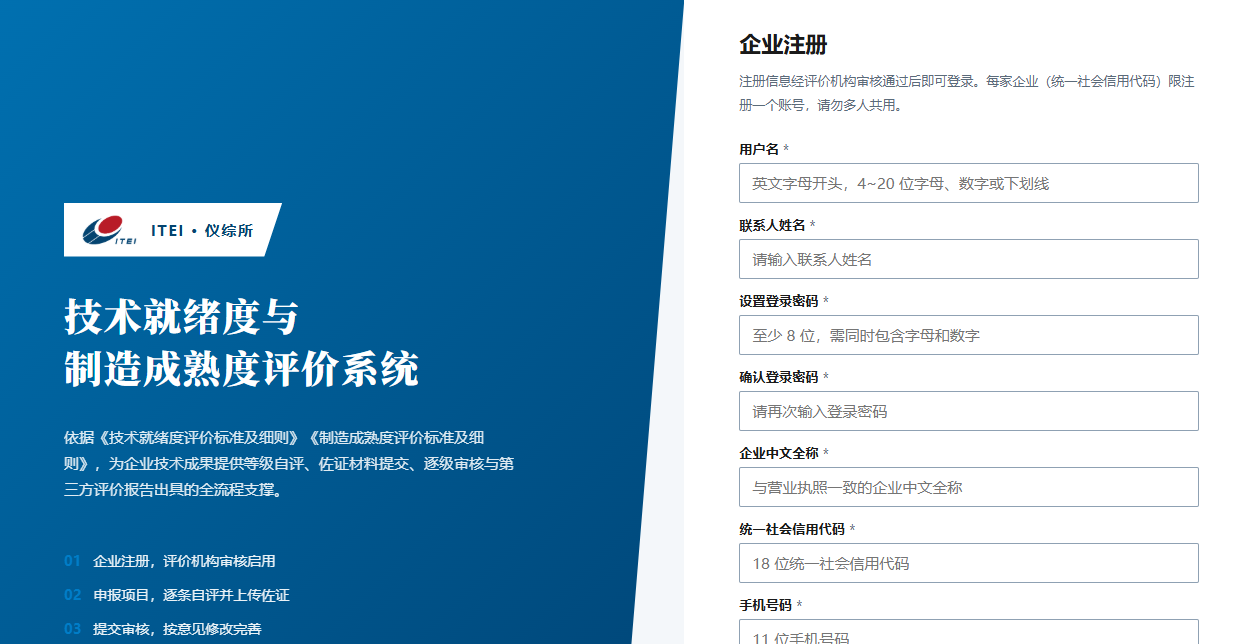 ITEI
ITEI · 仪综所
技术就绪度与
制造成熟度评价系统
依据《技术就绪度评价标准及细则》《制造成熟度评价标准及细
则》，为企业技术成果提供等级自评、佐证材料提交、逐级审核与第
三方评价报告出具的全流程支撑。
01 企业注册，评价机构审核启用
02 申报项目，逐条自评并上传佐证
03 提交审核，按意见修改完善
企业注册
注册信息经评价机构审核通过后即可登录。每家企业（统一社会信用代码）限注
册一个账号，请勿多人共用。
用户名 *
英文字母开头，4~20 位字母、数字或下划线
联系人姓名 *
请输入联系人姓名
设置登录密码 *
至少 8 位，需同时包含字母和数字
确认登录密码 *
请再次输入登录密码
企业中文全称 *
与营业执照一致的企业中文全称
统一社会信用代码 *
18 位统一社会信用代码
手机号码 *
11 位手机号码